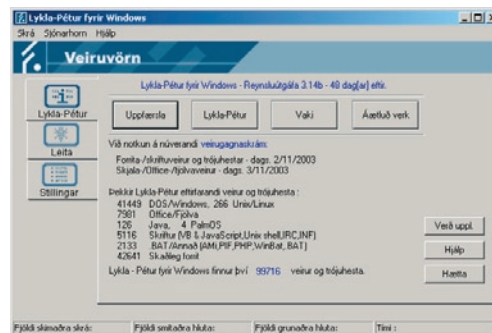 Lykla-Pétur fyrir Windows
Skrá Sjónarhorn Hjálp
Veiruvörn
Lykla-Pétur fyrir Windows - Reynsluútgáfa 3.14b - 48 dag[ar] eftir.
Lykla-Pétur
Uppfærsla Lykla-Pétur Vaki Áætluð verk
Leita
Við notkun á núverandi veirugagnaskrám:
Forrita-/skriftuveirur og trójuhestar - dags. 2/11/2003
Skjala-/Office-/fjölvaveirur - dags. 3/11/2003
Stillingar
Þekkir Lykla-Pétur eftirfarandi veirur og trójuhesta :
41449 DOS/Windows, 266 Unix/Linux
7981 Office/Fjölva
126 Java, 4 PalmOS
5116 Skriftur (VB & JavaScript,Unix shell,IRC,INF)
2133 .BAT/Annað (AMI,PIF,PHP,WinBat, BAT)
42641 Skaðleg forrit
Lykla - Pétur fyrir Windows finnur því 99716 veirur og trójuhesta.
Verð uppl.
Hjálp
Hætta
Fjöldi skimaðra skrá: Fjöldi smitaðra hluta: Fjöldi grunaðra hluta: Tími :